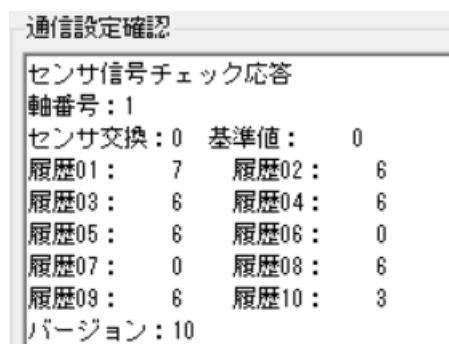 通信設定確認
センサ信号チェック応答
軸番号：1
センサ交換：0 基準値： 0
履歴01： 7 履歴02： 6
履歴03： 6 履歴04： 6
履歴05： 6 履歴06： 0
履歴07： 0 履歴08： 6
履歴09： 6 履歴10： 3
バージョン：10